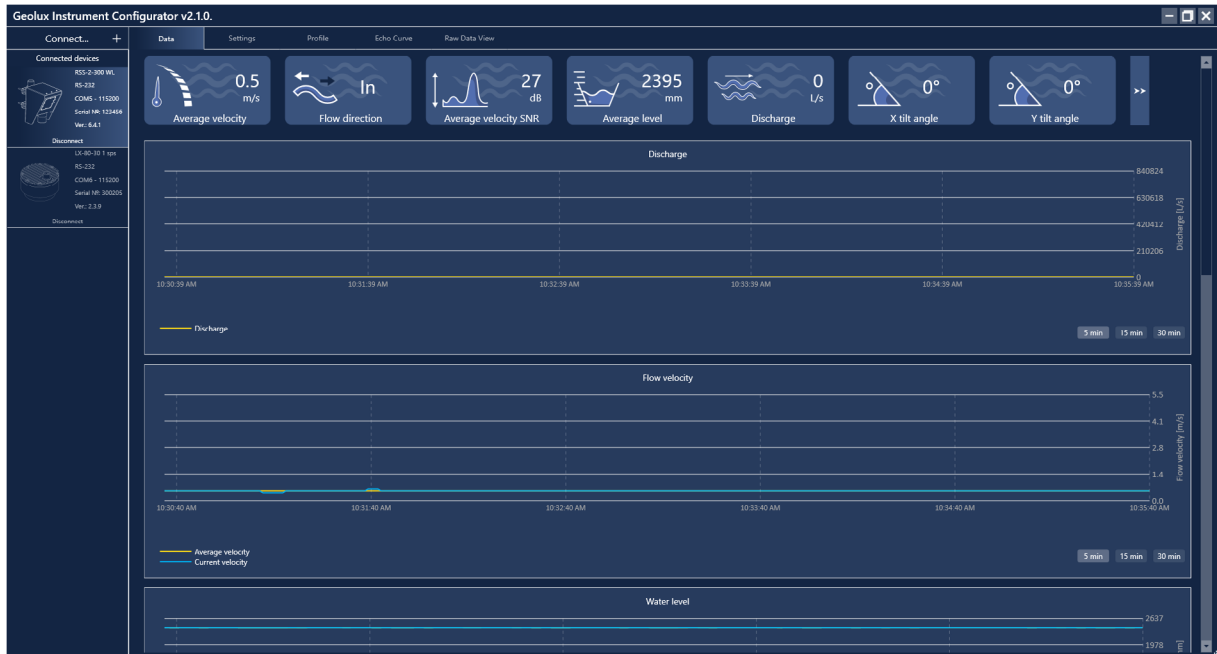 Geolux Instrument Configurator v2.1.0.
Connect... +
Data Settings Profile Echo Curve Raw Data View
Connected devices
RSS-2-300 WL
RS-232
COM5 - 115200
Serial №: 123456
Ver.: 6.4.1
Disconnect
LX-80-30 1 sps
RS-232
COM6 - 115200
Serial №: 300205
Ver.: 2.3.9
Disconnect
0.5
m/s
Average velocity
In
Flow direction
27
dB
Average velocity SNR
2395
mm
Average level
0
L/s
Discharge
0°
X tilt angle
0°
Y tilt angle
>>
Discharge
840824
630618
420412
210206
0
Discharge [L/s]
10:30:39 AM 10:31:39 AM 10:32:39 AM 10:33:39 AM 10:34:39 AM 10:35:39 AM
Discharge
5 min 15 min 30 min
Flow velocity
5.5
4.1
2.8
1.4
0.0
Flow velocity [m/s]
10:30:40 AM 10:31:40 AM 10:32:40 AM 10:33:40 AM 10:34:40 AM 10:35:40 AM
Average velocity
Current velocity
5 min 15 min 30 min
Water level
2637
1978